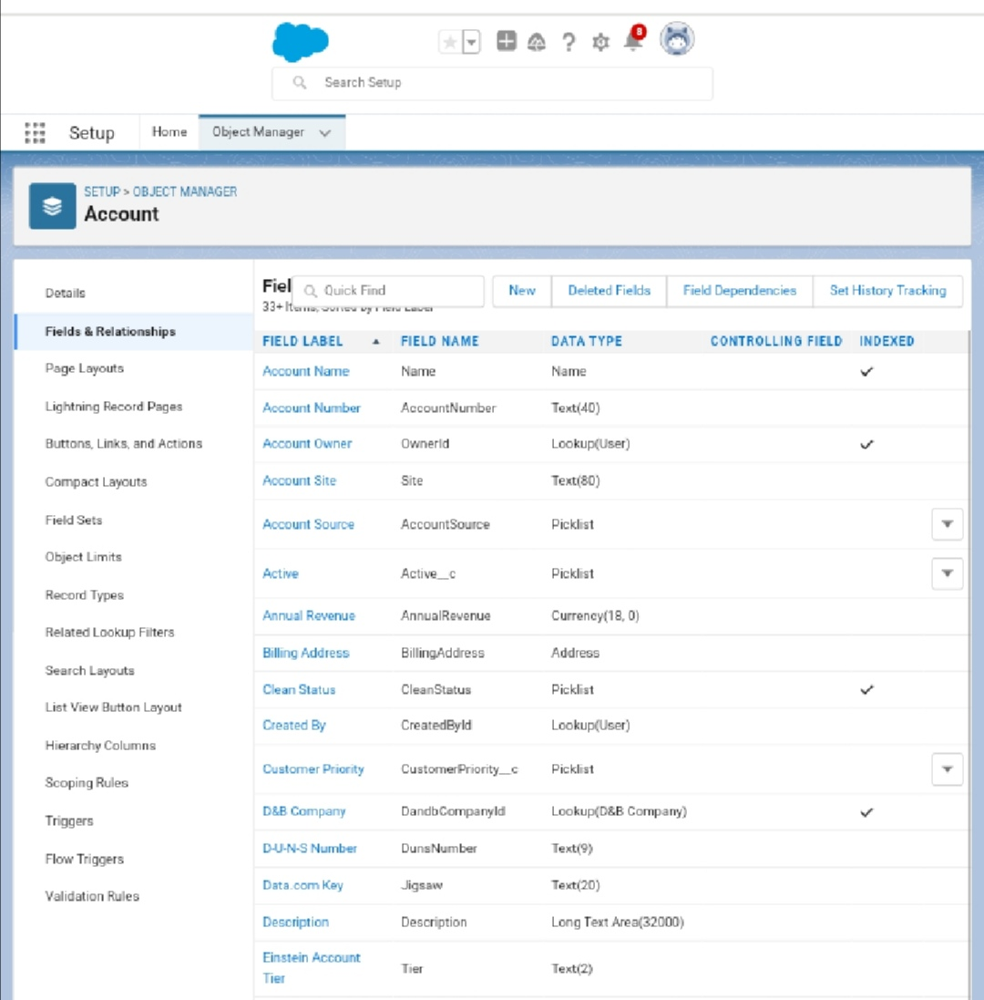 8
Search Setup
Setup Home Object Manager
SETUP > OBJECT MANAGER
Account
Details
Fields & Relationships
Page Layouts
Lightning Record Pages
Buttons, Links, and Actions
Compact Layouts
Field Sets
Object Limits
Record Types
Related Lookup Filters
Search Layouts
List View Button Layout
Hierarchy Columns
Scoping Rules
Triggers
Flow Triggers
Validation Rules
Fiel Quick Find New Deleted Fields Field Dependencies Set History Tracking
33+ Items, Sorted by Field Label
FIELD LABEL FIELD NAME DATA TYPE CONTROLLING FIELD INDEXED
Account Name Name Name
Account Number AccountNumber Text(40)
Account Owner OwnerId Lookup(User)
Account Site Site Text(80)
Account Source AccountSource Picklist
Active Active__c Picklist
Annual Revenue AnnualRevenue Currency(18, 0)
Billing Address BillingAddress Address
Clean Status CleanStatus Picklist
Created By CreatedById Lookup(User)
Customer Priority CustomerPriority__c Picklist
D&B Company DandbCompanyId Lookup(D&B Company)
D-U-N-S Number DunsNumber Text(9)
Data.com Key Jigsaw Text(20)
Description Description Long Text Area(32000)
Einstein Account
Tier Tier Text(2)